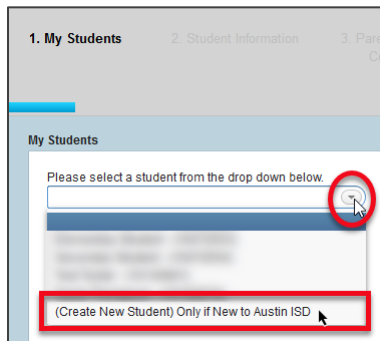 1. My Students 2. Student Information 3. Pare
Co
My Students
Please select a student from the drop down below.
(Create New Student) Only if New to Austin ISD